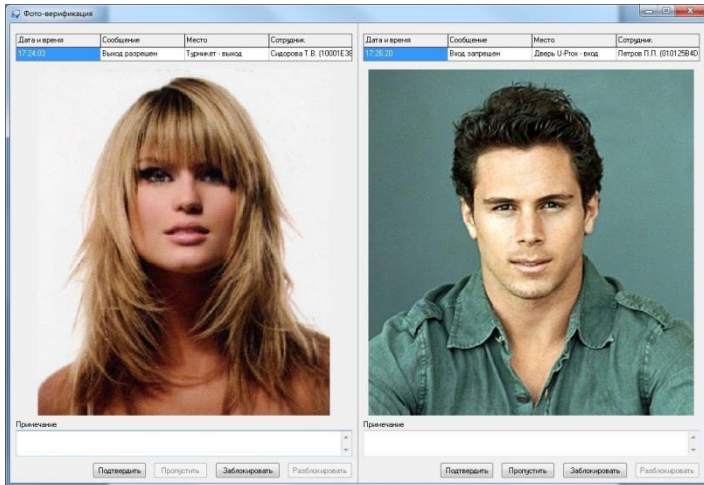 Фото-верификация
Дата и время Сообщение Место Сотрудник
17:24:03 Выход разрешен Турникет - выход Сидорова Т.В. (10001E3E
Примечание
Подтвердить Пропустить Заблокировать Разблокировать
Дата и время Сообщение Место Сотрудник
17:26:20 Вход запрещен Дверь U-Prox - вход Петров П.П. (010125B4D
Примечание
Подтвердить Пропустить Заблокировать Разблокировать